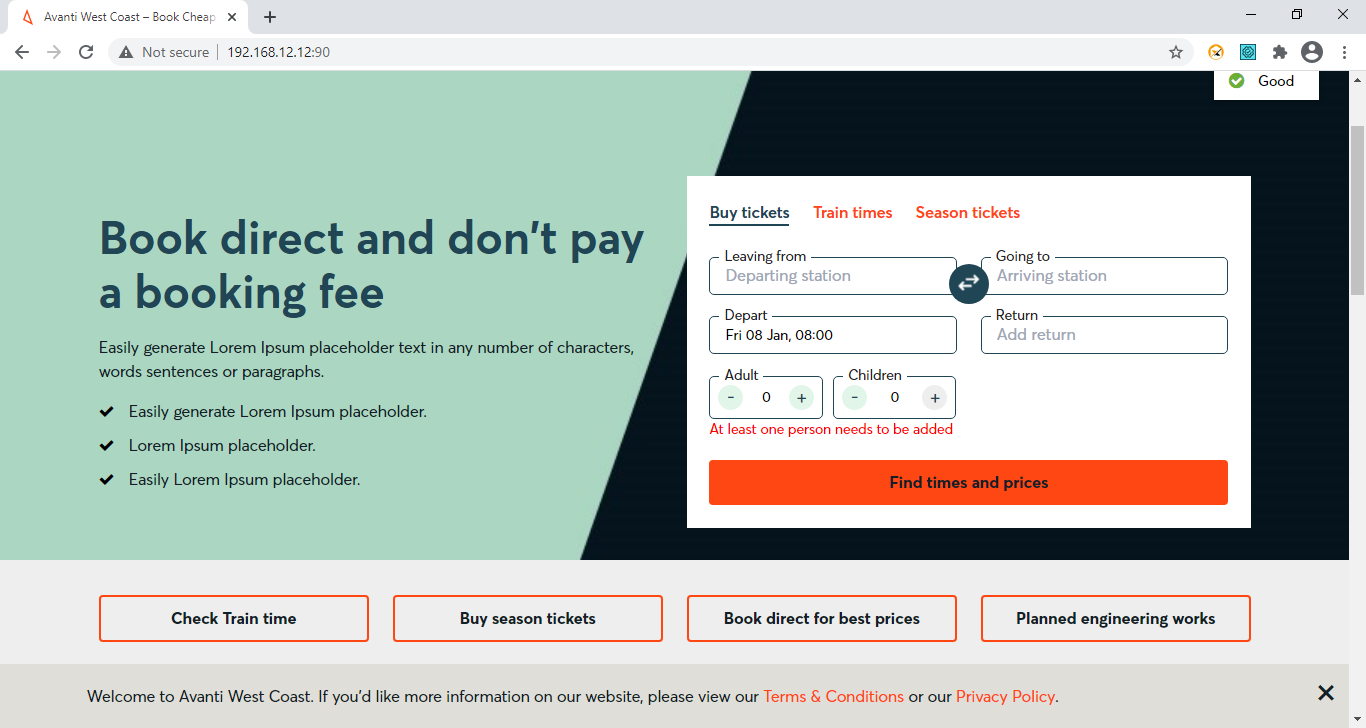 Avanti West Coast – Book Cheap
Not secure
192.168.12.12:90
Good
Book direct and don't pay
a booking fee
Easily generate Lorem Ipsum placeholder text in any number of characters,
words sentences or paragraphs.
Easily generate Lorem Ipsum placeholder.
Lorem Ipsum placeholder.
Easily Lorem Ipsum placeholder.
Buy tickets Train times Season tickets
Leaving from
Departing station
Going to
Arriving station
Depart
Fri 08 Jan, 08:00
Return
Add return
Adult
- 0 +
Children
- 0 +
At least one person needs to be added
Find times and prices
Check Train time
Buy season tickets
Book direct for best prices
Planned engineering works
Welcome to Avanti West Coast. If you'd like more information on our website, please view our Terms & Conditions or our Privacy Policy.